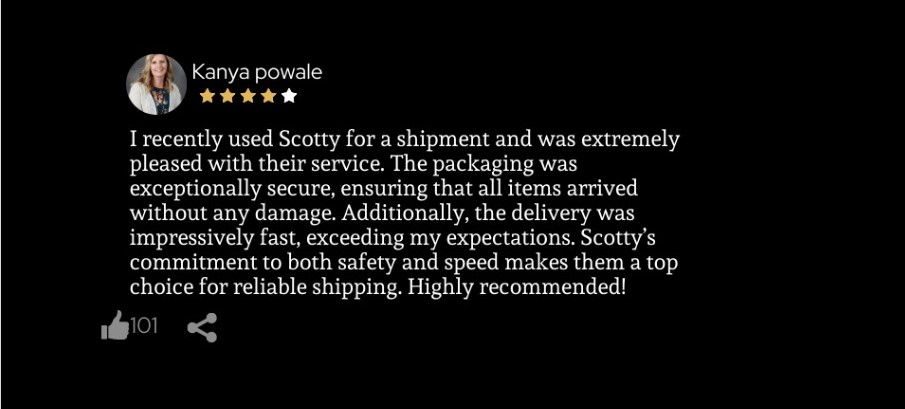 Kanya powale
I recently used Scotty for a shipment and was extremely
pleased with their service. The packaging was
exceptionally secure, ensuring that all items arrived
without any damage. Additionally, the delivery was
impressively fast, exceeding my expectations. Scotty’s
commitment to both safety and speed makes them a top
choice for reliable shipping. Highly recommended!
101